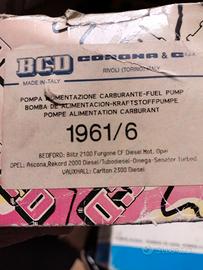 BCD CORONA & C
MADE IN ITALY
RIVOLI (TORINO) ITALY
POMPA ALIMENTAZIONE CARBURANTE-FUEL PUMP
BOMBA DE ALIMENTACION-KRAFTSTOFFPUMPE
POMPE ALIMENTATION CARBURANT
1961/6
BEDFORD: Blitz 2100 Furgone CF Diesel Mot. Opel
OPEL: Ascona, Rekord 2000 Diesel/Tubodiesel-Omega-Senator Turbod.
VAUXHALL: Carlton 2300 Diesel